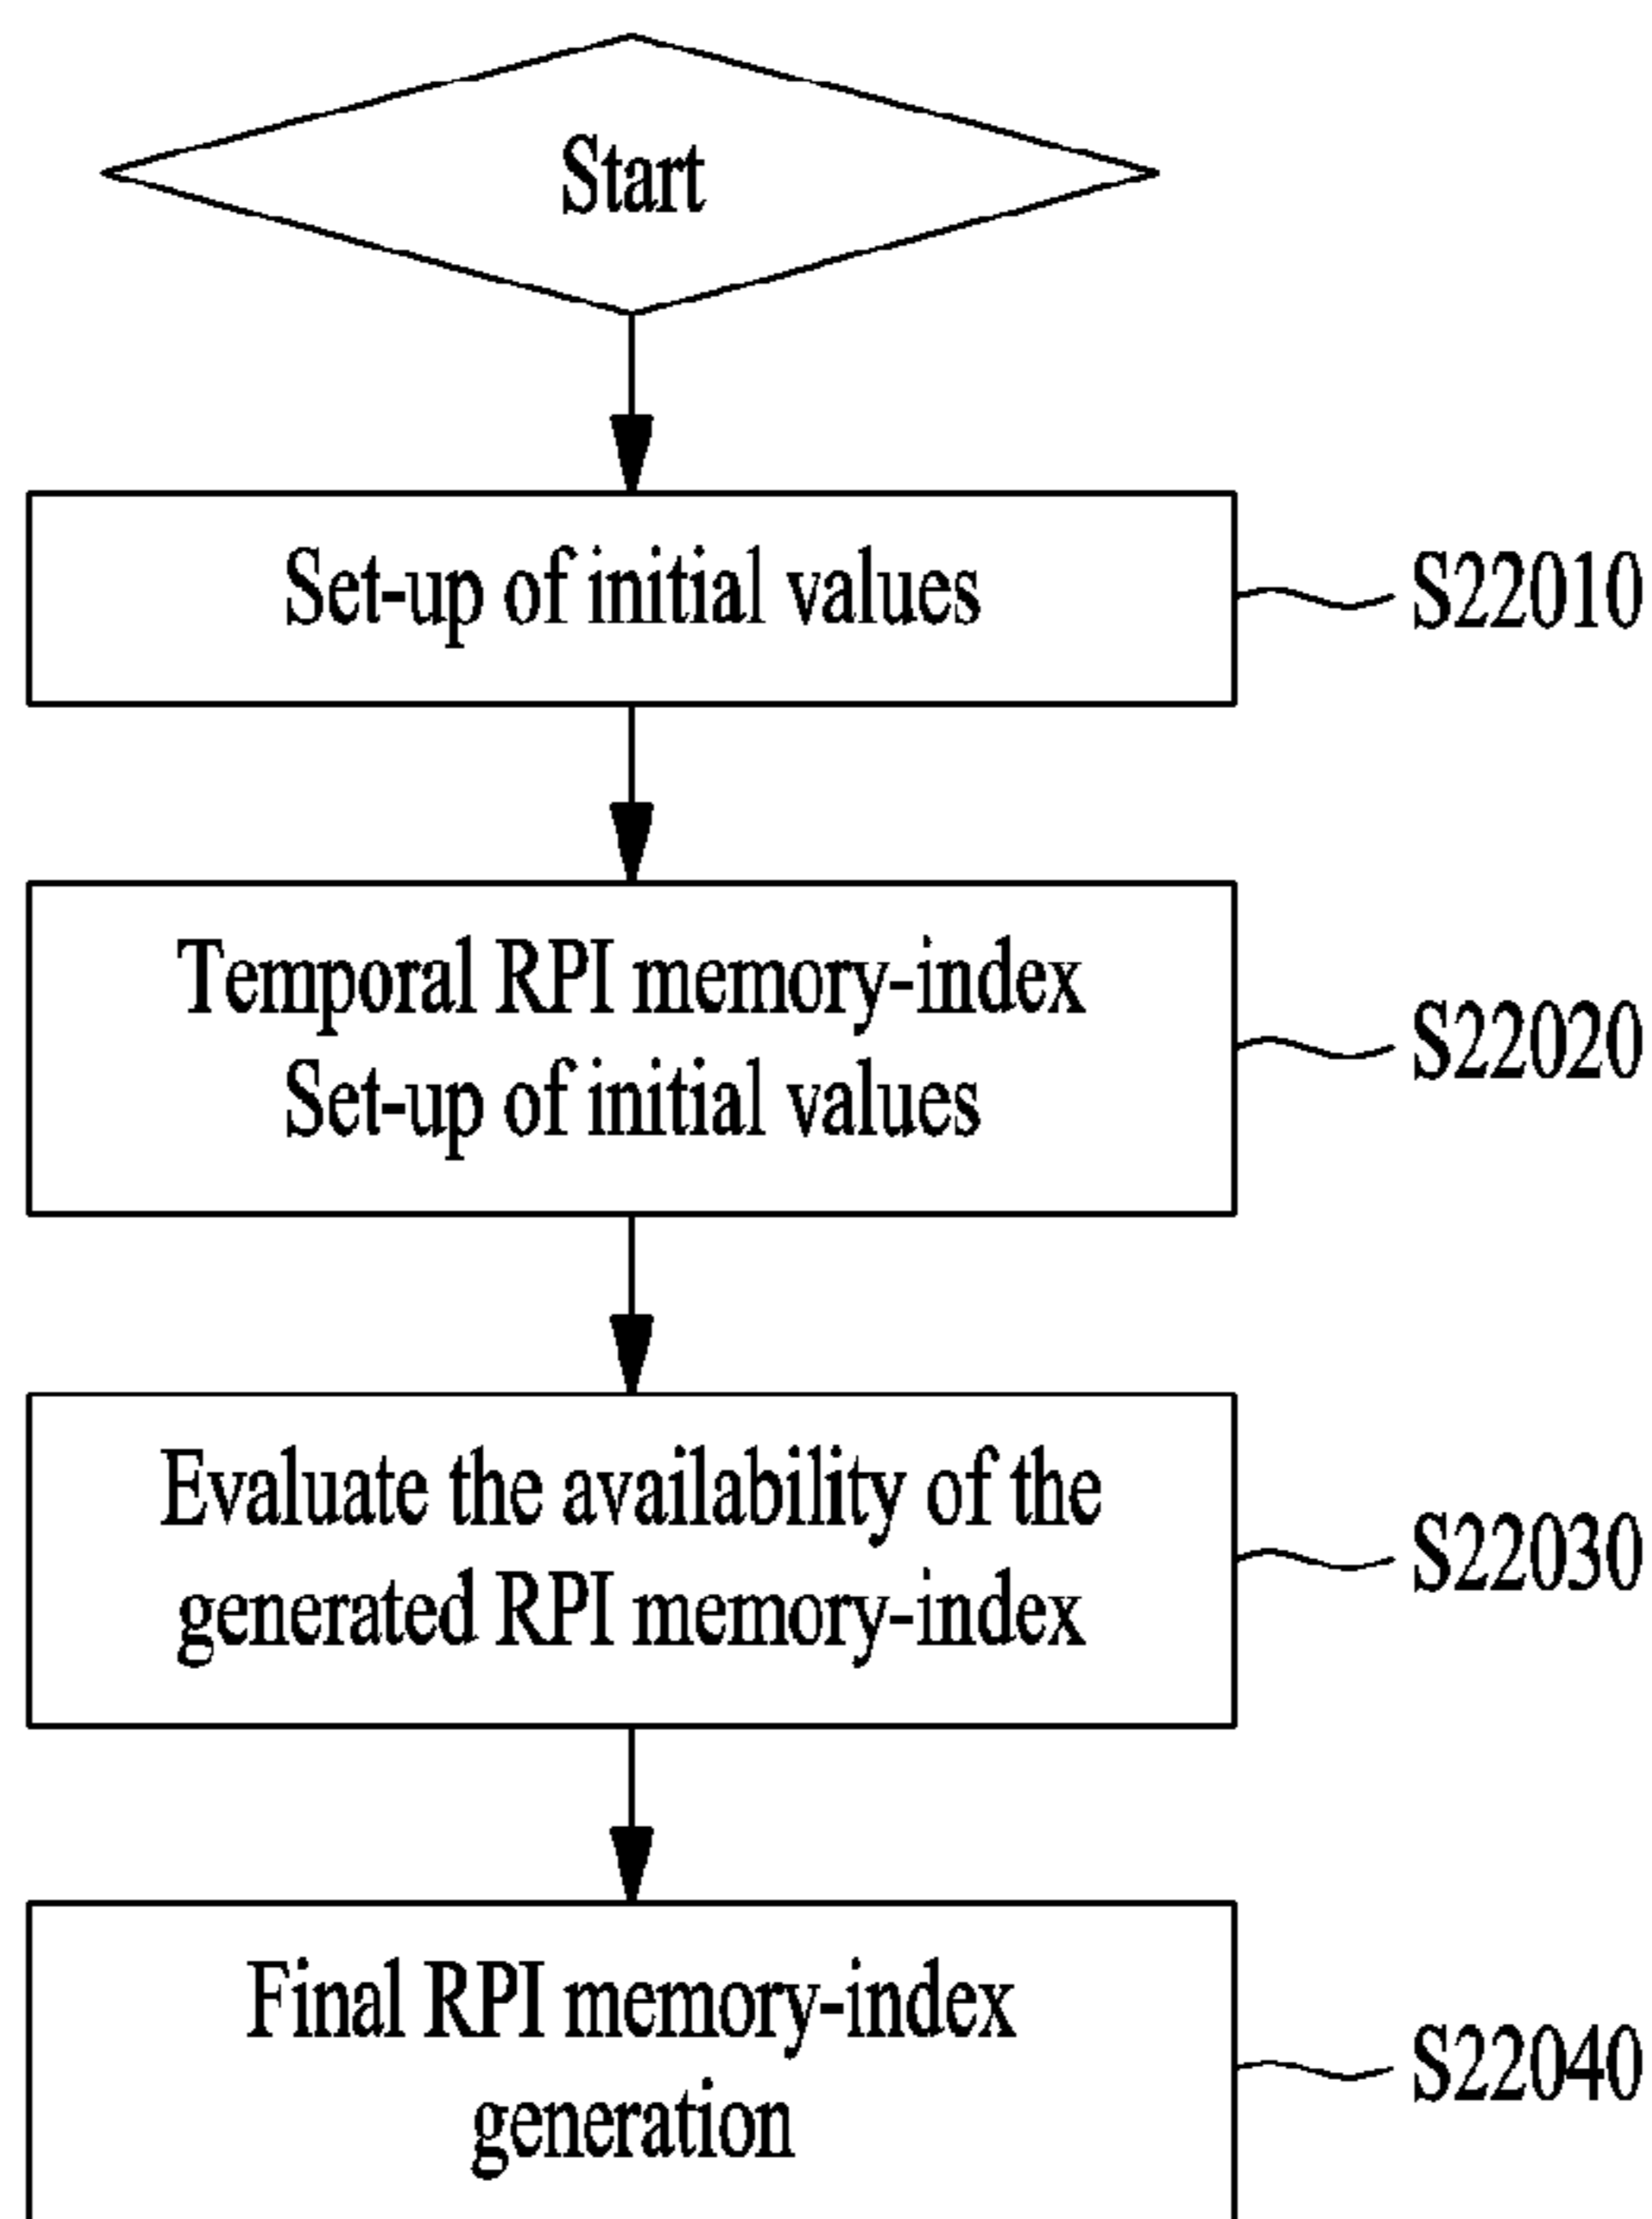 Start
Set-up of initial values
S22010
Temporal RPI memory-index
Set-up of initial values
S22020
Evaluate the availability of the
generated RPI memory-index
S22030
Final RPI memory-index
generation
S22040